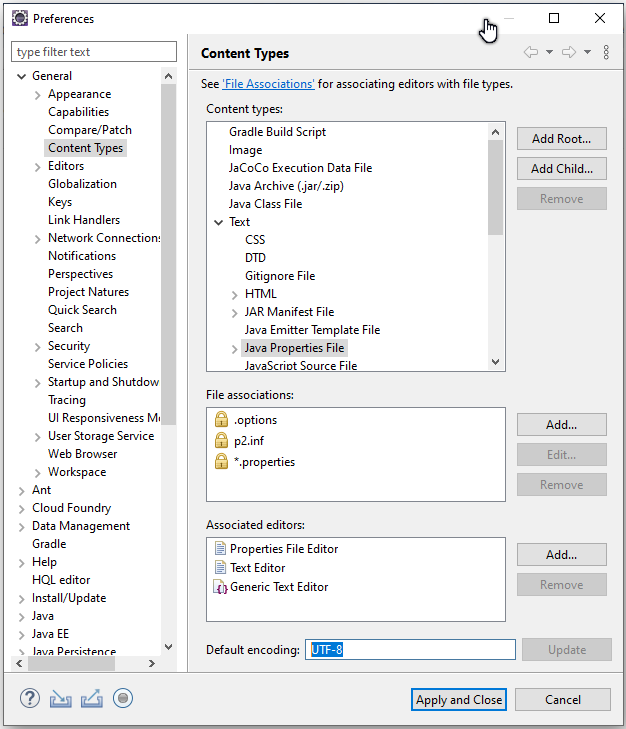 Preferences
type filter text
General
Appearance
Capabilities
Compare/Patch
Content Types
Editors
Globalization
Keys
Link Handlers
Network Connections
Notifications
Perspectives
Project Natures
Quick Search
Search
Security
Service Policies
Startup and Shutdow
Tracing
UI Responsiveness Mo
User Storage Service
Web Browser
Workspace
Ant
Cloud Foundry
Data Management
Gradle
Help
HQL editor
Install/Update
Java
Java EE
Java Persistence
Content Types
See 'File Associations' for associating editors with file types.
Content types:
Gradle Build Script
Image
JaCoCo Execution Data File
Java Archive (.jar/.zip)
Java Class File
Text
CSS
DTD
Gitignore File
HTML
JAR Manifest File
Java Emitter Template File
Java Properties File
JavaScript Source File
Add Root...
Add Child...
Remove
File associations:
.options
p2.inf
*.properties
Add...
Edit...
Remove
Associated editors:
Properties File Editor
Text Editor
Generic Text Editor
Add...
Remove
Default encoding: UTF-8 Update
Apply and Close Cancel